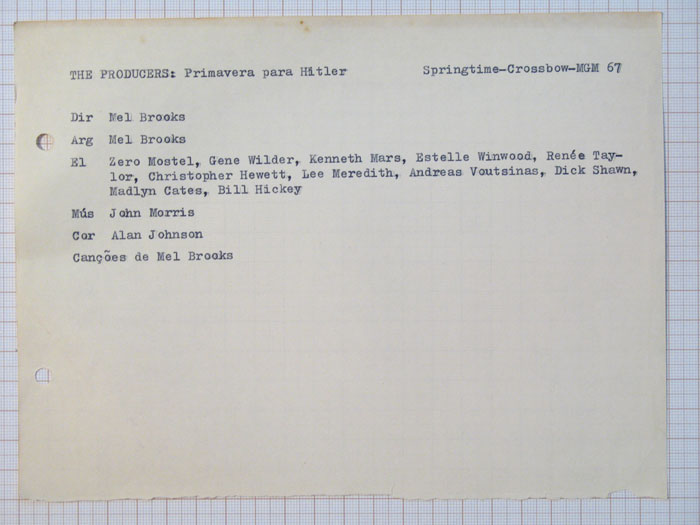 THE PRODUCERS: Primavera para Hitler Springtime-Crossbow-MGM 67
Dir Mel Brooks
Arg Mel Brooks
El Zero Mostel, Gene Wilder, Kenneth Mars, Estelle Winwood, Renée Tay-
lor, Christopher Hewett, Lee Meredith, Andreas Voutsinas, Dick Shawn,
Madlyn Cates, Bill Hickey
Mús John Morris
Cor Alan Johnson
Canções de Mel Brooks